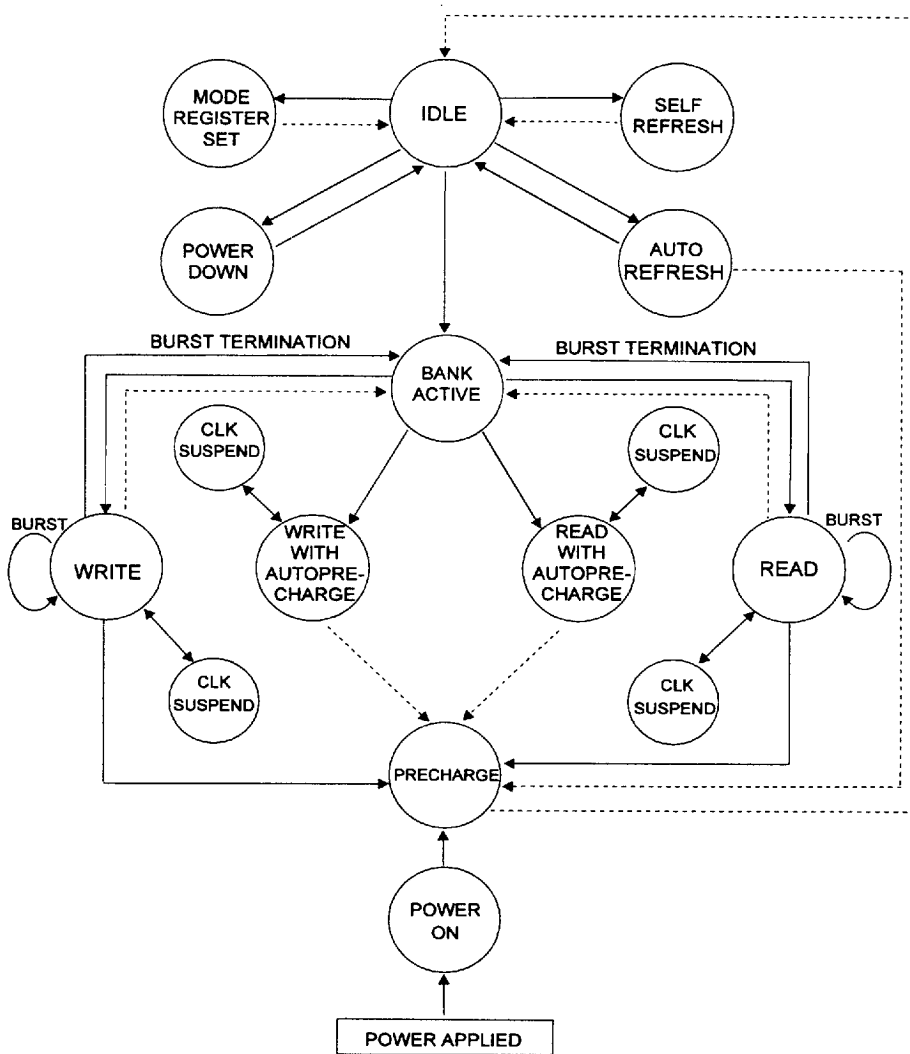 MODE
REGISTER
SET
IDLE
SELF
REFRESH
POWER
DOWN
AUTO
REFRESH
BURST TERMINATION
BURST TERMINATION
BANK
ACTIVE
CLK
SUSPEND
CLK
SUSPEND
BURST
WRITE
WRITE
WITH
AUTOPRE-
CHARGE
READ
WITH
AUTOPRE-
CHARGE
BURST
READ
CLK
SUSPEND
CLK
SUSPEND
PRECHARGE
POWER
ON
POWER APPLIED